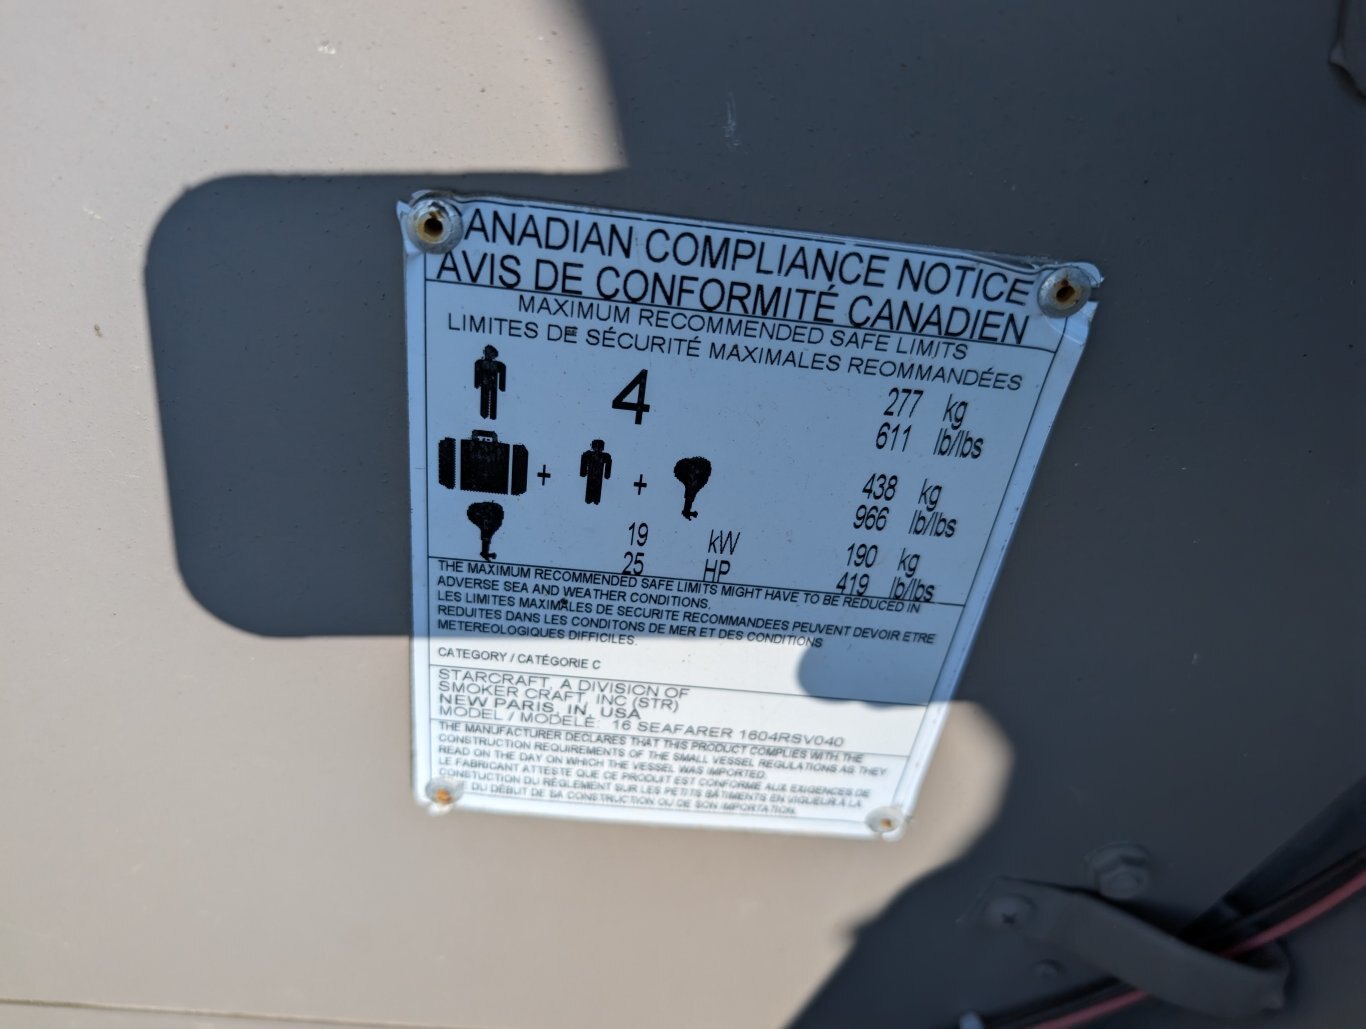 ANADIAN COMPLIANCE NOTICE
AVIS DE CONFORMITÉ CANADIEN
MAXIMUM RECOMMENDED SAFE LIMITS
LIMITES DE SÉCURITÉ MAXIMALES REOMMANDÉES
4 277 kg
611 lb/lbs
+ + 438 kg
966 lb/lbs
19 kW 190 kg
25 HP 419 lb/lbs
THE MAXIMUM RECOMMENDED SAFE LIMITS MIGHT HAVE TO BE REDUCED IN
ADVERSE SEA AND WEATHER CONDITIONS.
LES LIMITES MAXIMALES DE SECURITE RECOMMANDEES PEUVENT DEVOIR ETRE
REDUITES DANS LES CONDITONS DE MER ET DES CONDITIONS
METEREOLOGIQUES DIFFICILES.
CATEGORY / CATÉGORIE C
STARCRAFT, A DIVISION OF
SMOKER CRAFT, INC (STR)
NEW PARIS, IN, USA
MODEL / MODELÈ: 16 SEAFARER 1604RSV040
THE MANUFACTURER DECLARES THAT THIS PRODUCT COMPLIES WITH THE
CONSTRUCTION REQUIREMENTS OF THE SMALL VESSEL REGULATIONS AS THEY
READ ON THE DAY ON WHICH THE VESSEL WAS IMPORTED.
LE FABRICANT ATTESTE QUE CE PRODUIT EST CONFORME AUX EXIGENCES DE
CONSTUCTION DU RÈGLEMENT SUR LES PETITS BÂTIMENTS EN VIGUEUR À LA
DU DÉBUT DE SA CONSTRUCTION OU DE SON IMPORTATION.